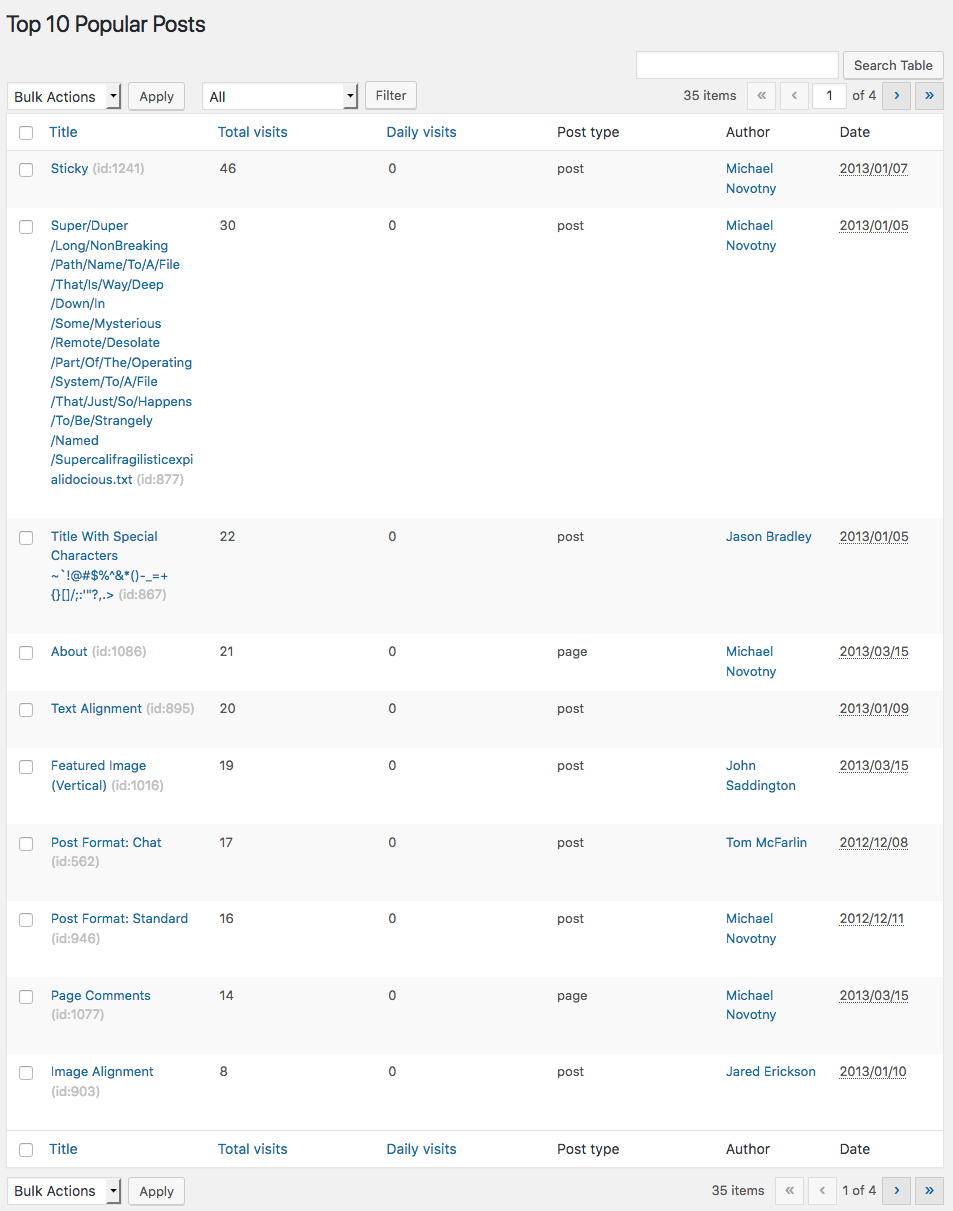 Top 10 Popular Posts
Search Table
Bulk Actions Apply All Filter 35 items « ‹ 1 of 4 › »
Title Total visits Daily visits Post type Author Date
Sticky (id:1241) 46 0 post Michael 2013/01/07
Novotny
Super/Duper 30 0 post Michael 2013/01/05
/Long/NonBreaking Novotny
/Path/Name/To/A/File
/That/Is/Way/Deep
/Down/In
/Some/Mysterious
/Remote/Desolate
/Part/Of/The/Operating
/System/To/A/File
/That/Just/So/Happens
/To/Be/Strangely
/Named
/Supercalifragilisticexpi
alidocious.txt (id:877)
Title With Special 22 0 post Jason Bradley 2013/01/05
Characters
~`!@#$%^&*()-_=+
{}[]/;:'"?,.> (id:867)
About (id:1086) 21 0 page Michael 2013/03/15
Novotny
Text Alignment (id:895) 20 0 post 2013/01/09
Featured Image 19 0 post John 2013/03/15
(Vertical) (id:1016) Saddington
Post Format: Chat 17 0 post Tom McFarlin 2012/12/08
(id:562)
Post Format: Standard 16 0 post Michael 2012/12/11
(id:946) Novotny
Page Comments 14 0 page Michael 2013/03/15
(id:1077) Novotny
Image Alignment 8 0 post Jared Erickson 2013/01/10
(id:903)
Title Total visits Daily visits Post type Author Date
Bulk Actions Apply 35 items « ‹ 1 of 4 › »